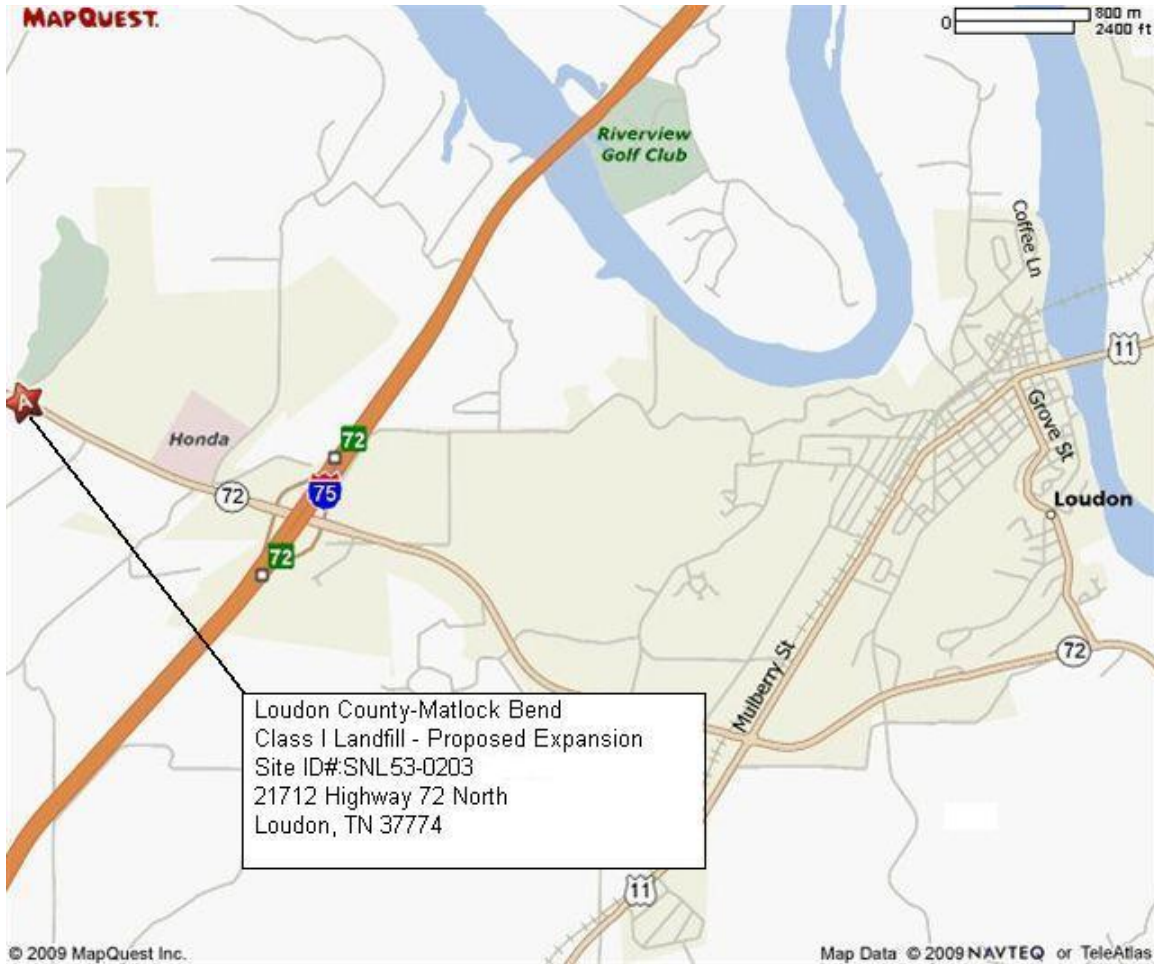 MAPQUEST.
0 800 m
2400 ft
Riverview
Golf Club
Coffee Ln
11
A
Honda
72
Grove St
72
75
Loudon
72
72
Mulberry St
Loudon County-Matlock Bend
Class I Landfill - Proposed Expansion
Site ID#:SNL53-0203
21712 Highway 72 North
Loudon, TN 37774
11
© 2009 MapQuest Inc.
Map Data © 2009 NAVTEQ or TeleAtlas